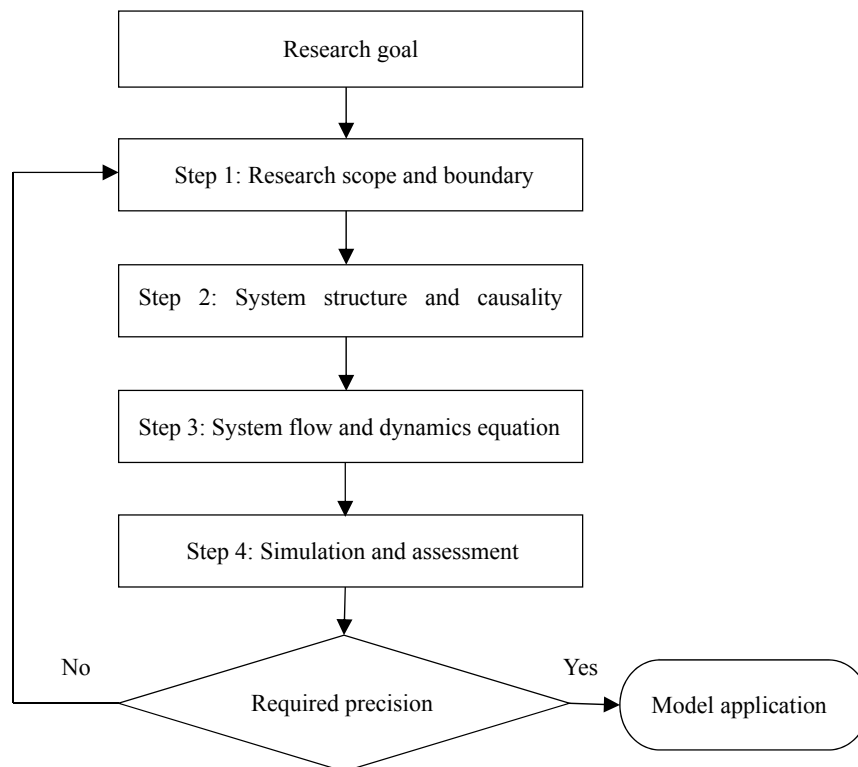 Research goal
Step 1: Research scope and boundary
Step 2: System structure and causality
Step 3: System flow and dynamics equation
Step 4: Simulation and assessment
No
Yes
Required precision
Model application